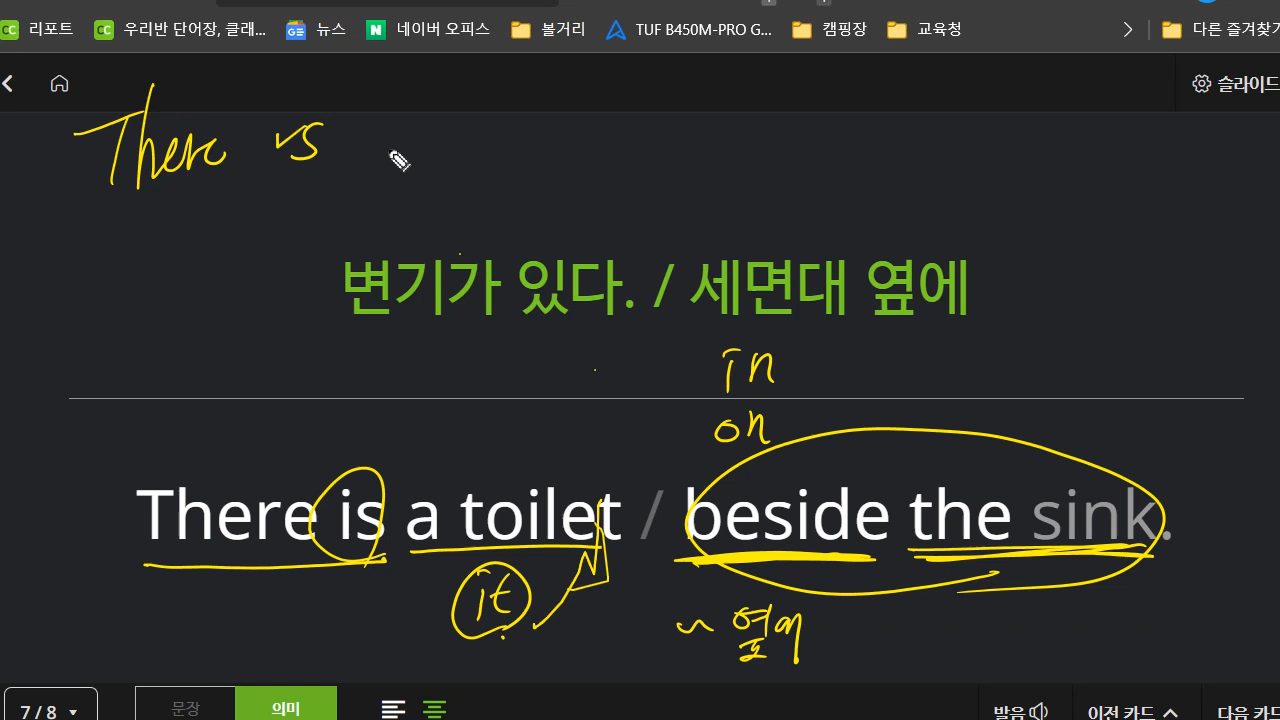 리포트 우리반 단어장, 클래... 뉴스 네이버 오피스 볼거리 TUF B450M-PRO G... 캠핑장 교육청 다른 즐겨찾기
슬라이드
There is
변기가 있다. / 세면대 옆에
in
on
There is a toilet / beside the sink.
it
~ 옆에
7 / 8 문장 의미 발음 이전 카드 다음 카드